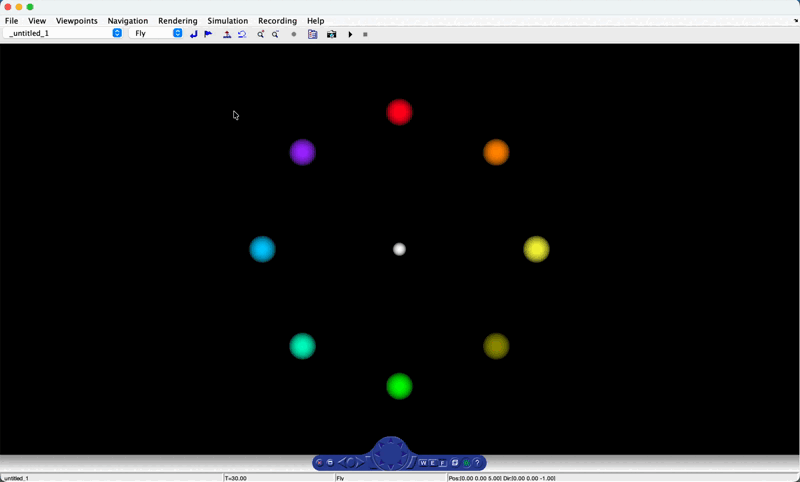 File View Viewpoints Navigation Rendering Simulation Recording Help
_untitled_1 Fly
W E F ?
untitled_1 T=30.00 Fly Pos:[0.00 0.00 5.00] Dir:[0.00 0.00 -1.00]